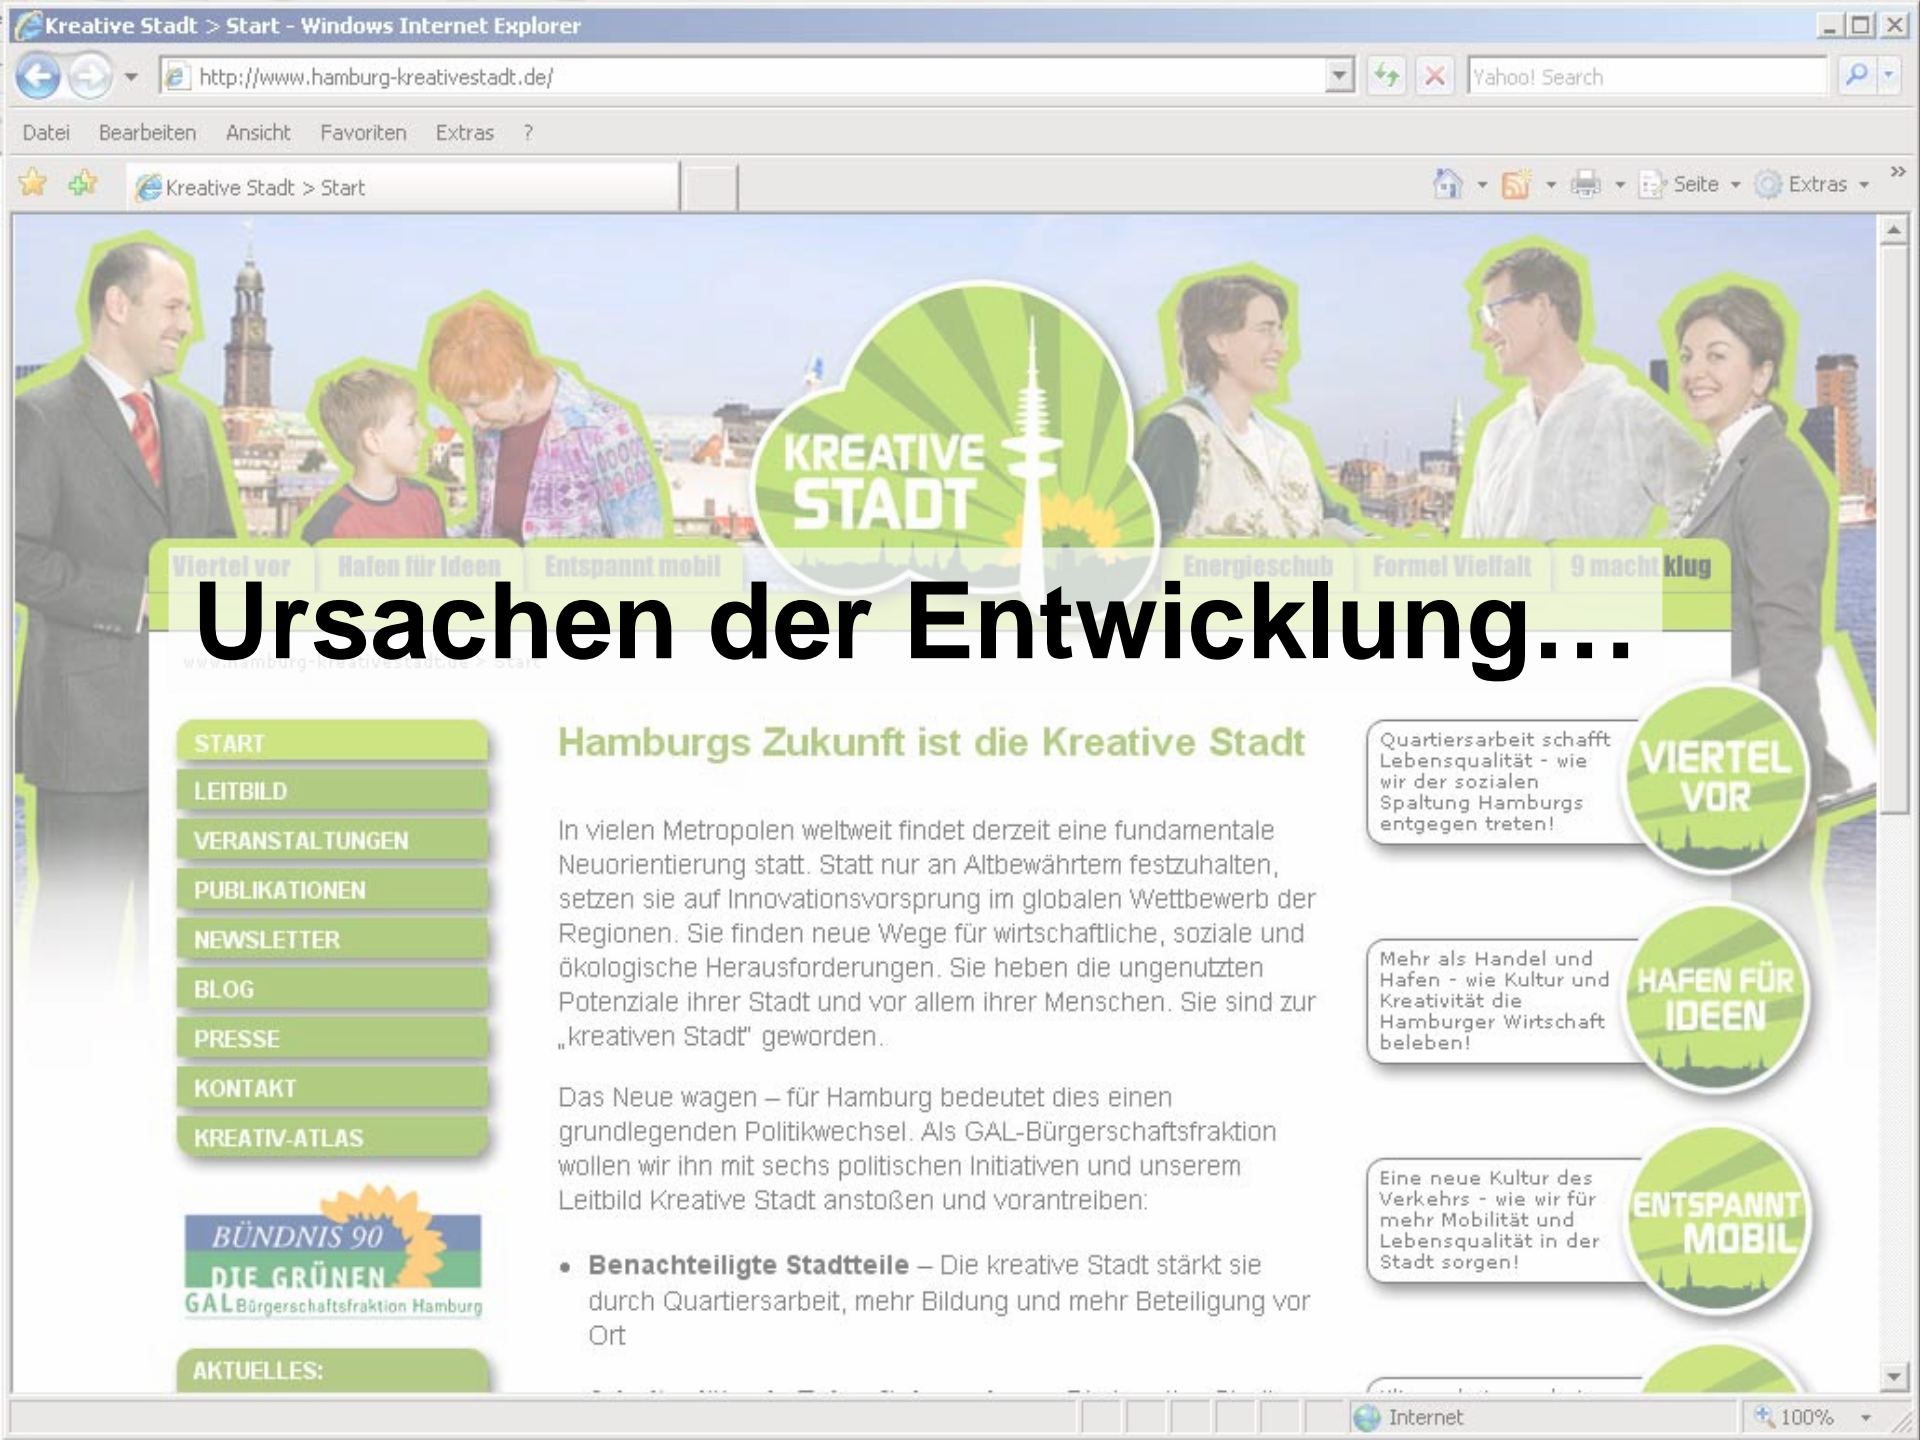 Kreative Stadt > Start - Windows Internet Explorer
http://www.hamburg-kreativestadt.de/
Yahoo! Search
Datei Bearbeiten Ansicht Favoriten Extras ?
Kreative Stadt > Start
Seite Extras »
KREATIVE
STADT
Viertel vor Hafen für Ideen Entspannt mobil Energieschub Formel Vielfalt 9 macht klug
Ursachen der Entwicklung...
www.hamburg-kreativestadt.de > Start
START
LEITBILD
VERANSTALTUNGEN
PUBLIKATIONEN
NEWSLETTER
BLOG
PRESSE
KONTAKT
KREATIV-ATLAS
BÜNDNIS 90
DIE GRÜNEN
GAL Bürgerschaftsfraktion Hamburg
AKTUELLES:
Hamburgs Zukunft ist die Kreative Stadt
In vielen Metropolen weltweit findet derzeit eine fundamentale
Neuorientierung statt. Statt nur an Altbewährtem festzuhalten,
setzen sie auf Innovationsvorsprung im globalen Wettbewerb der
Regionen. Sie finden neue Wege für wirtschaftliche, soziale und
ökologische Herausforderungen. Sie heben die ungenutzten
Potenziale ihrer Stadt und vor allem ihrer Menschen. Sie sind zur
„kreativen Stadt" geworden.
Das Neue wagen – für Hamburg bedeutet dies einen
grundlegenden Politikwechsel. Als GAL-Bürgerschaftsfraktion
wollen wir ihn mit sechs politischen Initiativen und unserem
Leitbild Kreative Stadt anstoßen und vorantreiben:
• Benachteiligte Stadtteile – Die kreative Stadt stärkt sie
durch Quartiersarbeit, mehr Bildung und mehr Beteiligung vor
Ort
Quartiersarbeit schafft
Lebensqualität - wie
wir der sozialen
Spaltung Hamburgs
entgegen treten!
VIERTEL
VOR
Mehr als Handel und
Hafen - wie Kultur und
Kreativität die
Hamburger Wirtschaft
beleben!
HAFEN FÜR
IDEEN
Eine neue Kultur des
Verkehrs - wie wir für
mehr Mobilität und
Lebensqualität in der
Stadt sorgen!
ENTSPANNT
MOBIL
Internet
100%